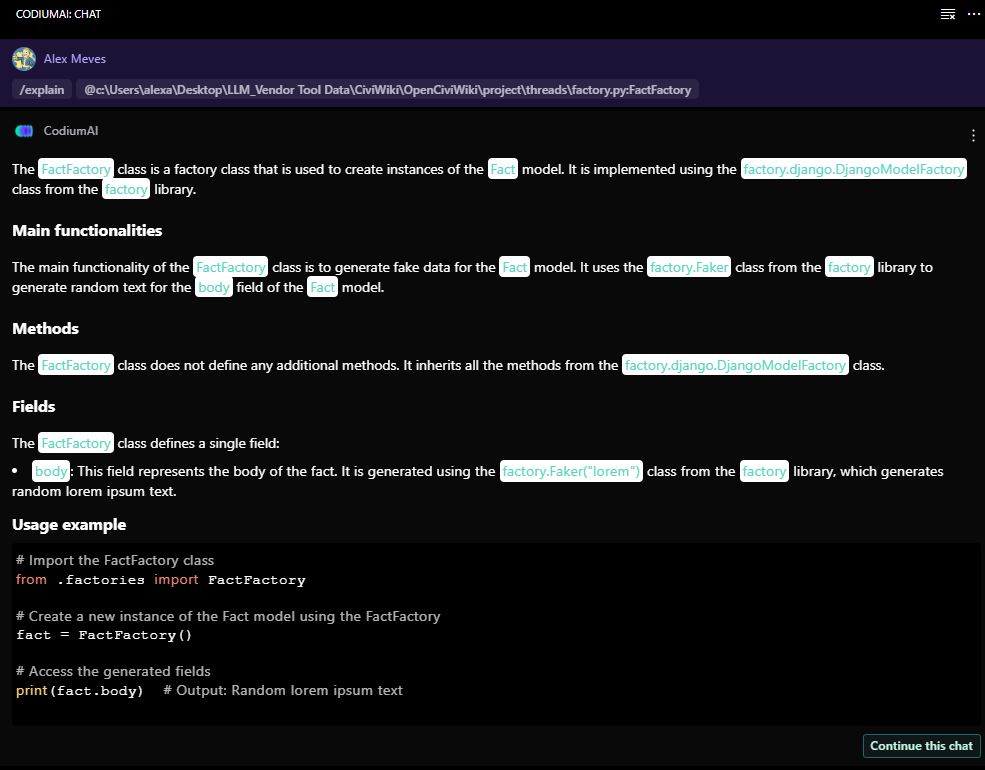 CODIUMAI: CHAT
Alex Meves
/explain @c:\Users\alexa\Desktop\LLM_Vendor Tool Data\CiviWiki\OpenCiviWiki\project\threads\factory.py:FactFactory
CodiumAI
The FactFactory class is a factory class that is used to create instances of the Fact model. It is implemented using the factory.django.DjangoModelFactory
class from the factory library.
Main functionalities
The main functionality of the FactFactory class is to generate fake data for the Fact model. It uses the factory.Faker class from the factory library to
generate random text for the body field of the Fact model.
Methods
The FactFactory class does not define any additional methods. It inherits all the methods from the factory.django.DjangoModelFactory class.
Fields
The FactFactory class defines a single field:
• body: This field represents the body of the fact. It is generated using the factory.Faker("lorem") class from the factory library, which generates
random lorem ipsum text.
Usage example
# Import the FactFactory class
from .factories import FactFactory
# Create a new instance of the Fact model using the FactFactory
fact = FactFactory()
# Access the generated fields
print(fact.body) # Output: Random lorem ipsum text
Continue this chat